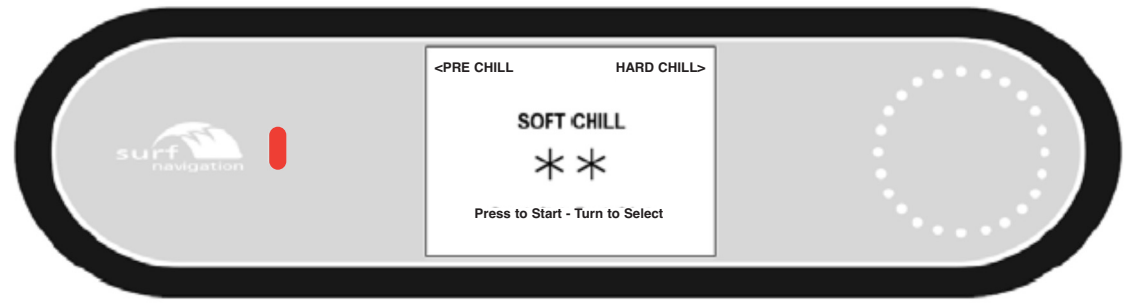 surf
navigation
<PRE CHILL HARD CHILL>
SOFT CHILL
**
Press to Start - Turn to Select